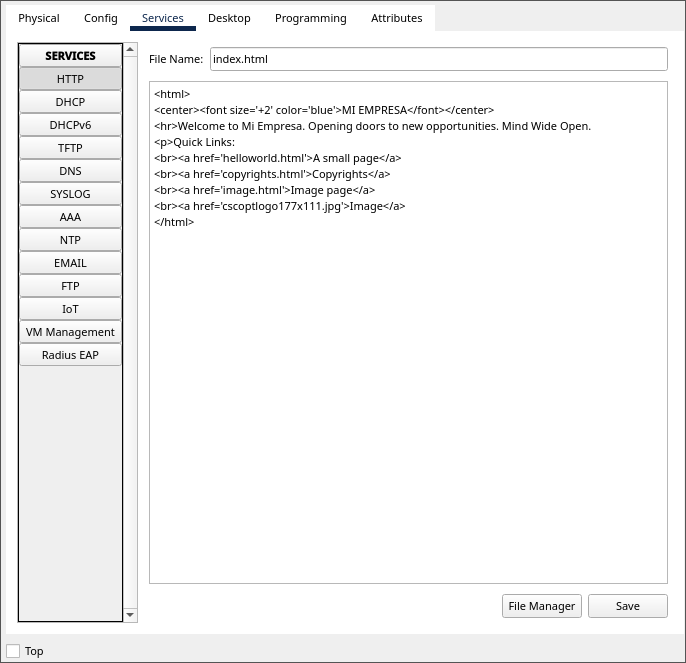 Physical Config Services Desktop Programming Attributes
SERVICES
HTTP
DHCP
DHCPv6
TFTP
DNS
SYSLOG
AAA
NTP
EMAIL
FTP
IoT
VM Management
Radius EAP
File Name: index.html
<html>
<center><font size='+2' color='blue'>MI EMPRESA</font></center>
<hr>Welcome to Mi Empresa. Opening doors to new opportunities. Mind Wide Open.
<p>Quick Links:
<br><a href='helloworld.html'>A small page</a>
<br><a href='copyrights.html'>Copyrights</a>
<br><a href='image.html'>Image page</a>
<br><a href='cscoptlogo177x111.jpg'>Image</a>
</html>
File Manager Save
Top